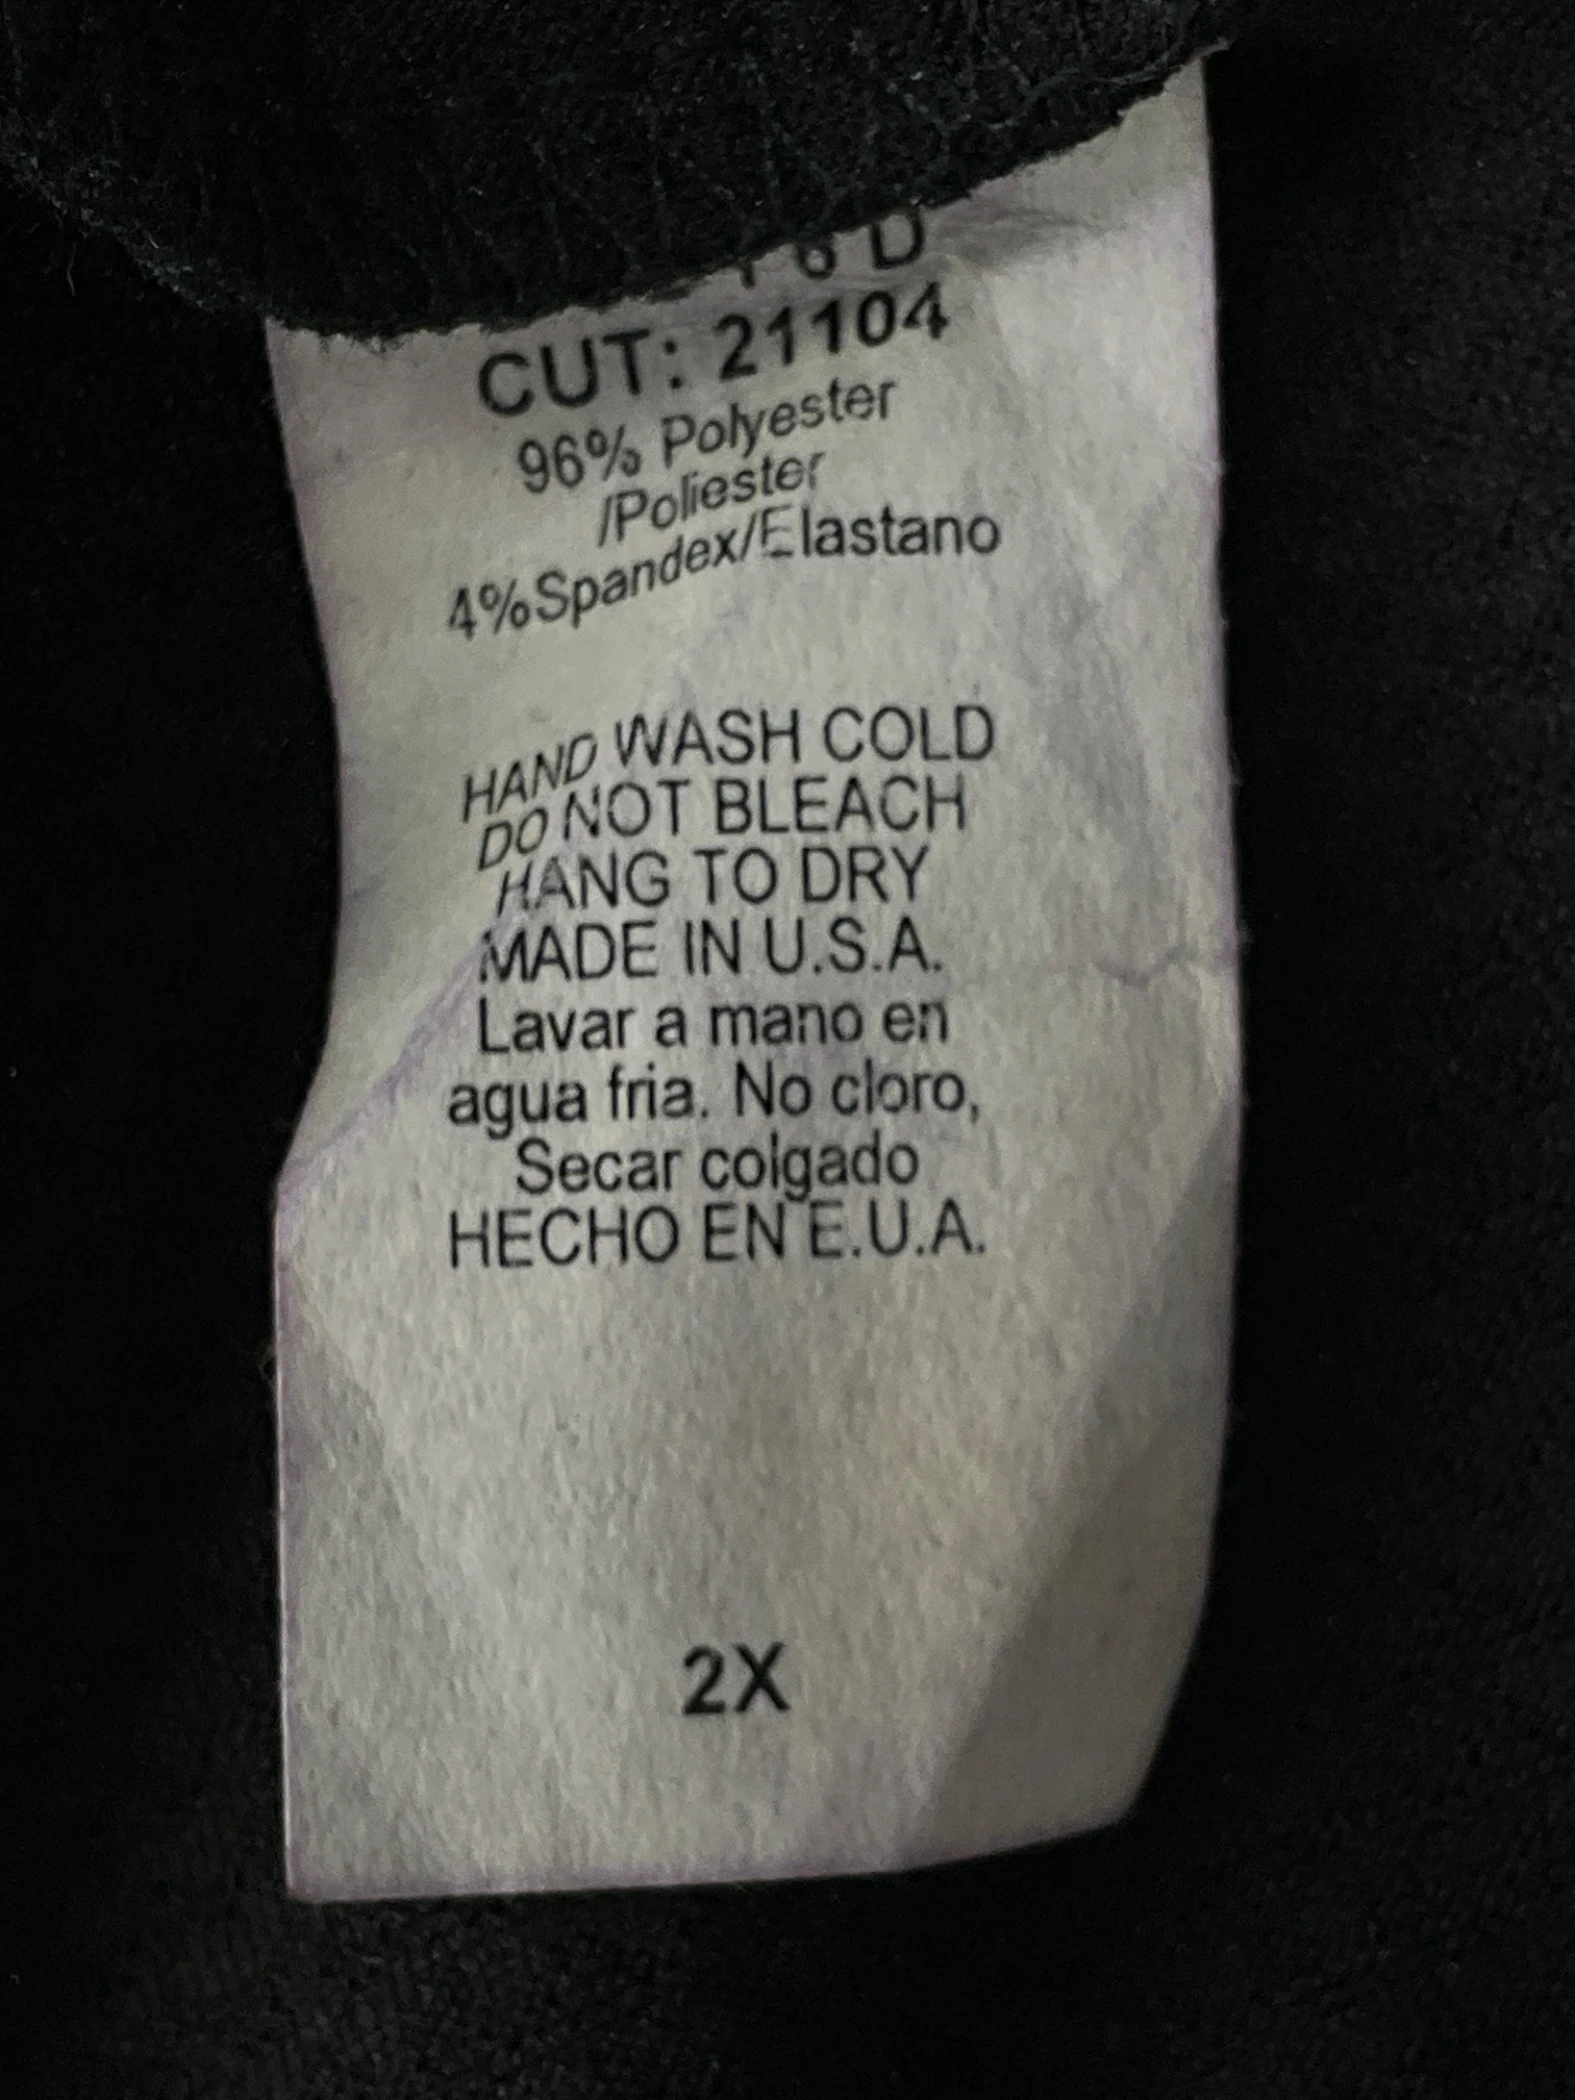 CUT: 21104
96% Polyester
/Poliester
4%Spandex/Elastano
HAND WASH COLD
DO NOT BLEACH
HANG TO DRY
MADE IN U.S.A.
Lavar a mano en
agua fria. No cloro,
Secar colgado
HECHO EN E.U.A.
2X